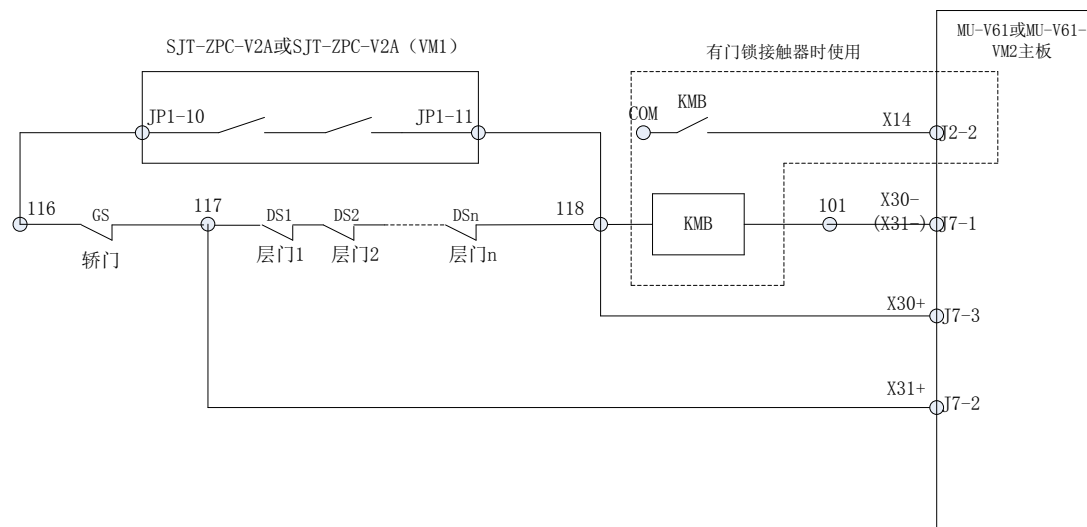 MU-V61或MU-V61-
VM2主板
SJT-ZPC-V2A或SJT-ZPC-V2A（VM1）
有门锁接触器时使用
JP1-10
JP1-11
COM
KMB
X14
J2-2
116
GS
轿门
117
DS1
层门1
DS2
层门2
DSn
层门n
118
KMB
101
X30-
(X31-)
J7-1
X30+
J7-3
X31+
J7-2